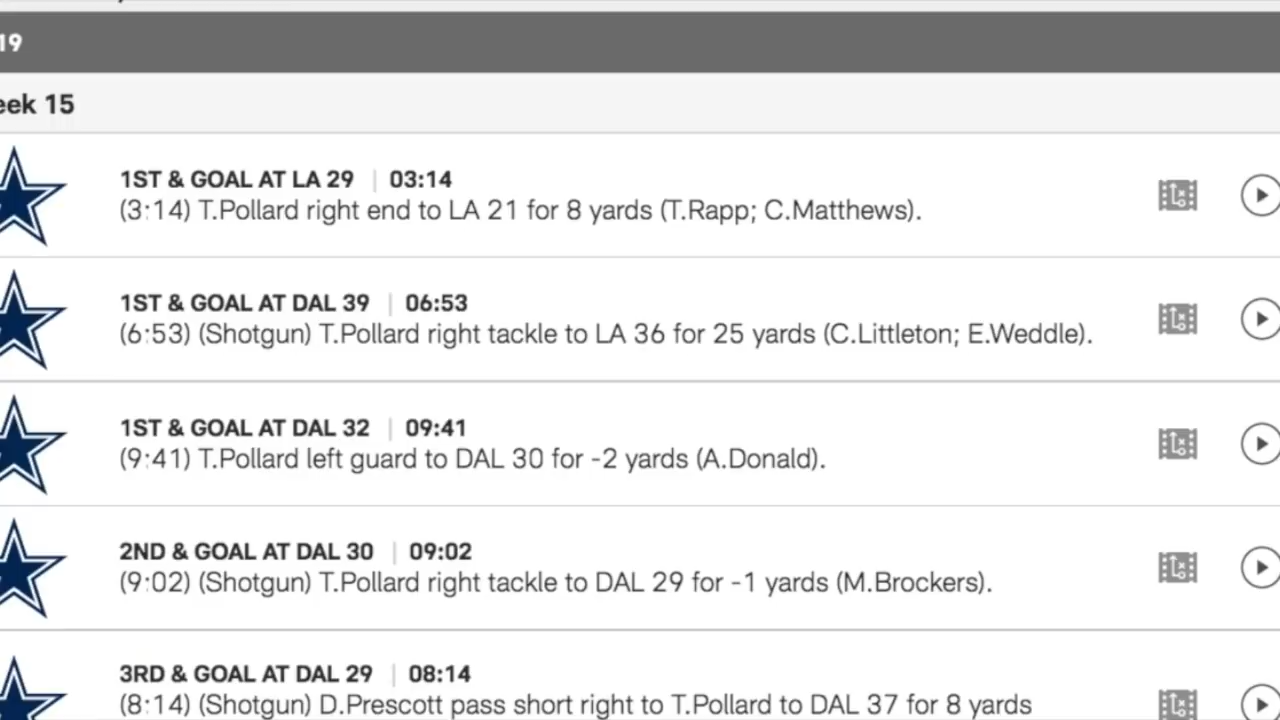 19
eek 15
1ST & GOAL AT LA 29 | 03:14
(3:14) T.Pollard right end to LA 21 for 8 yards (T.Rapp; C.Matthews).
1ST & GOAL AT DAL 39 | 06:53
(6:53) (Shotgun) T.Pollard right tackle to LA 36 for 25 yards (C.Littleton; E.Weddle).
1ST & GOAL AT DAL 32 | 09:41
(9:41) T.Pollard left guard to DAL 30 for -2 yards (A.Donald).
2ND & GOAL AT DAL 30 | 09:02
(9:02) (Shotgun) T.Pollard right tackle to DAL 29 for -1 yards (M.Brockers).
3RD & GOAL AT DAL 29 | 08:14
(8:14) (Shotgun) D.Prescott pass short right to T.Pollard to DAL 37 for 8 yards